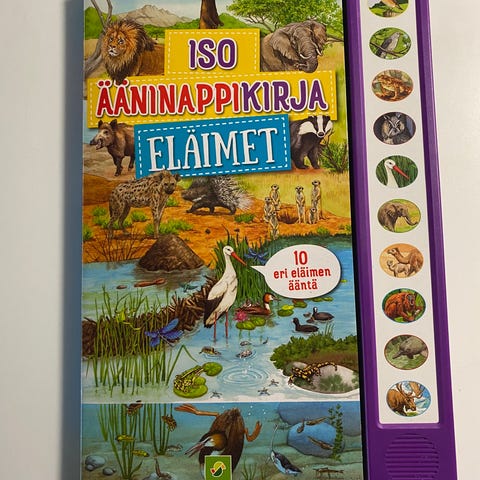 ISO
ÄÄNINAPPIKIRJA
ELÄIMET
10
eri eläimen
ääntä